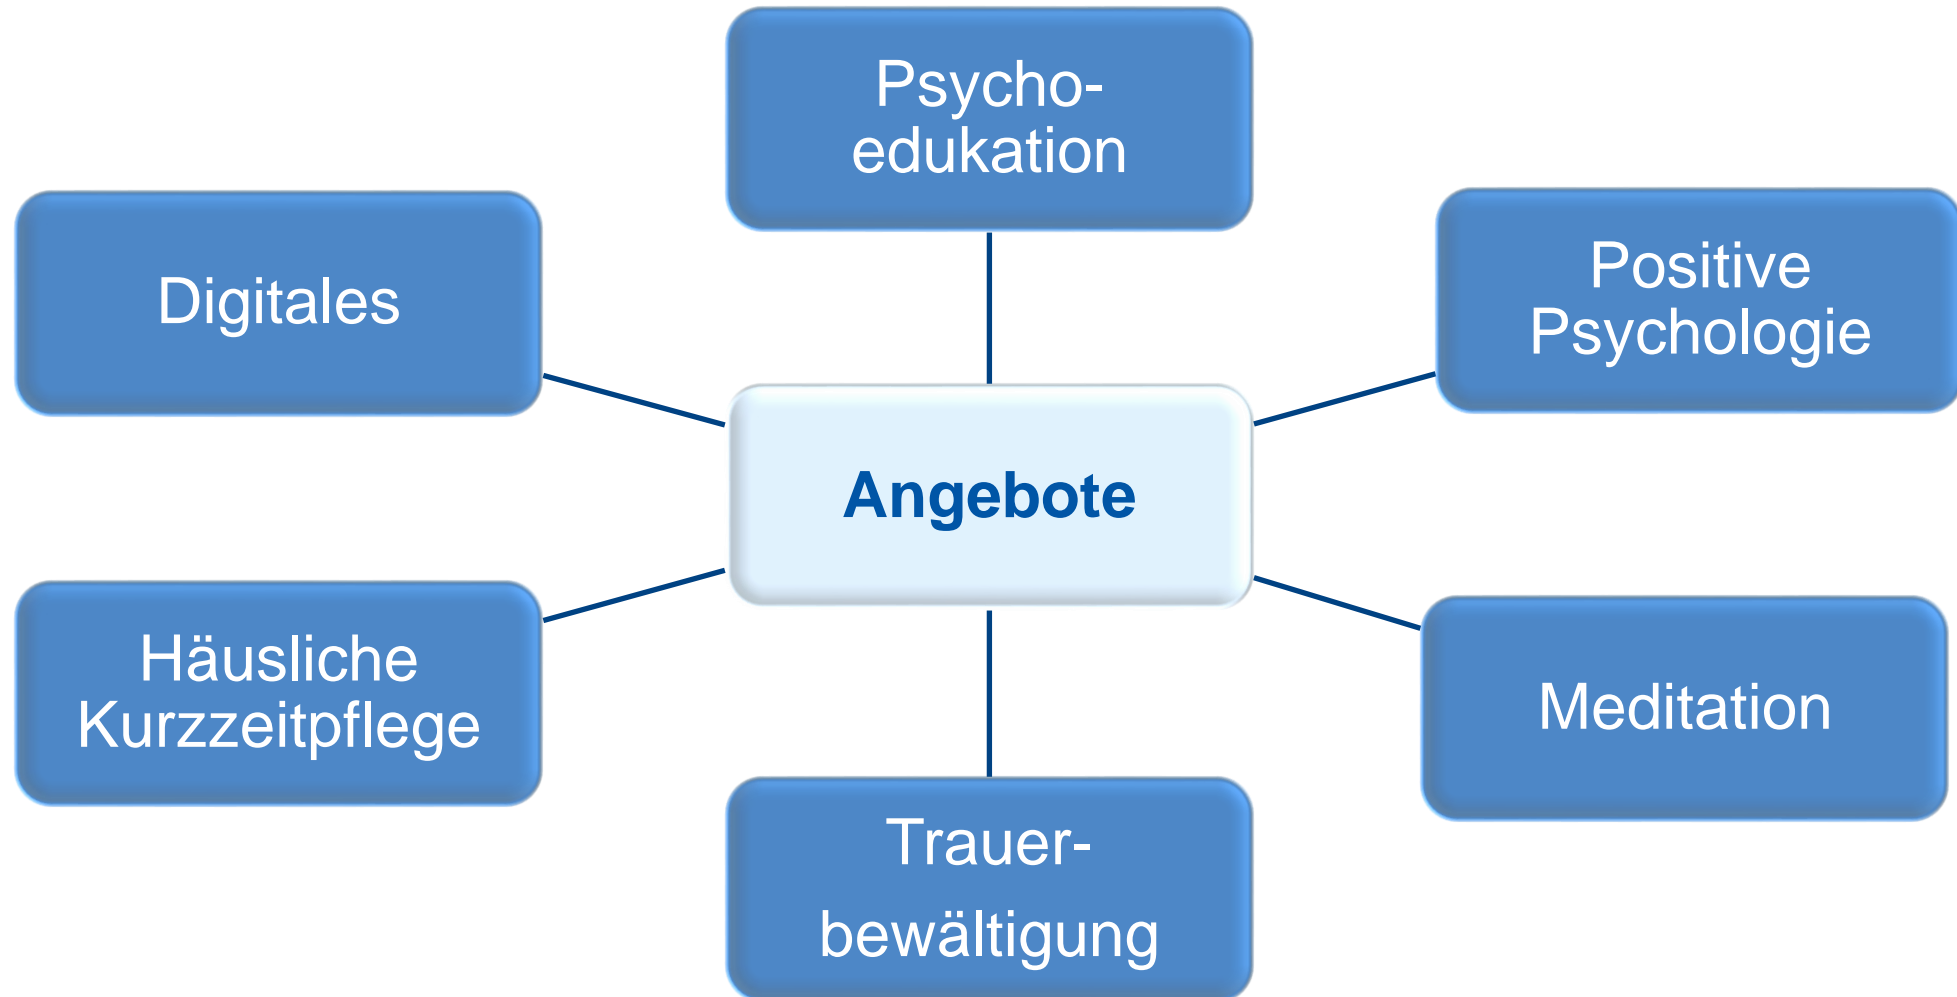 Psycho-
edukation
Digitales
Positive
Psychologie
Angebote
Häusliche
Kurzzeitpflege
Meditation
Trauer-
bewältigung